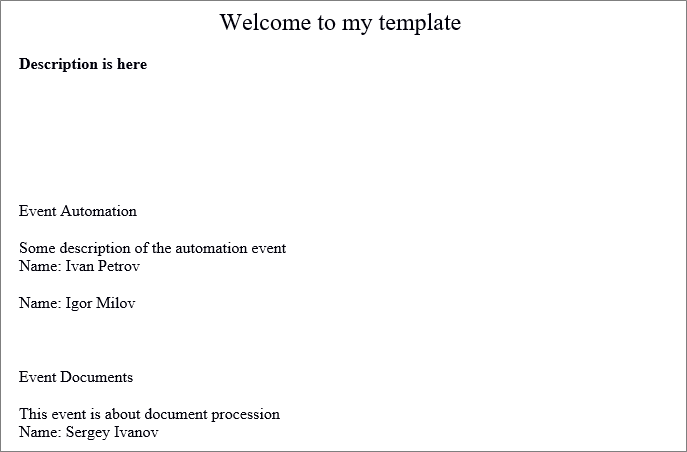 Welcome to my template
Description is here
Event Automation
Some description of the automation event
Name: Ivan Petrov
Name: Igor Milov
Event Documents
This event is about document procession
Name: Sergey Ivanov